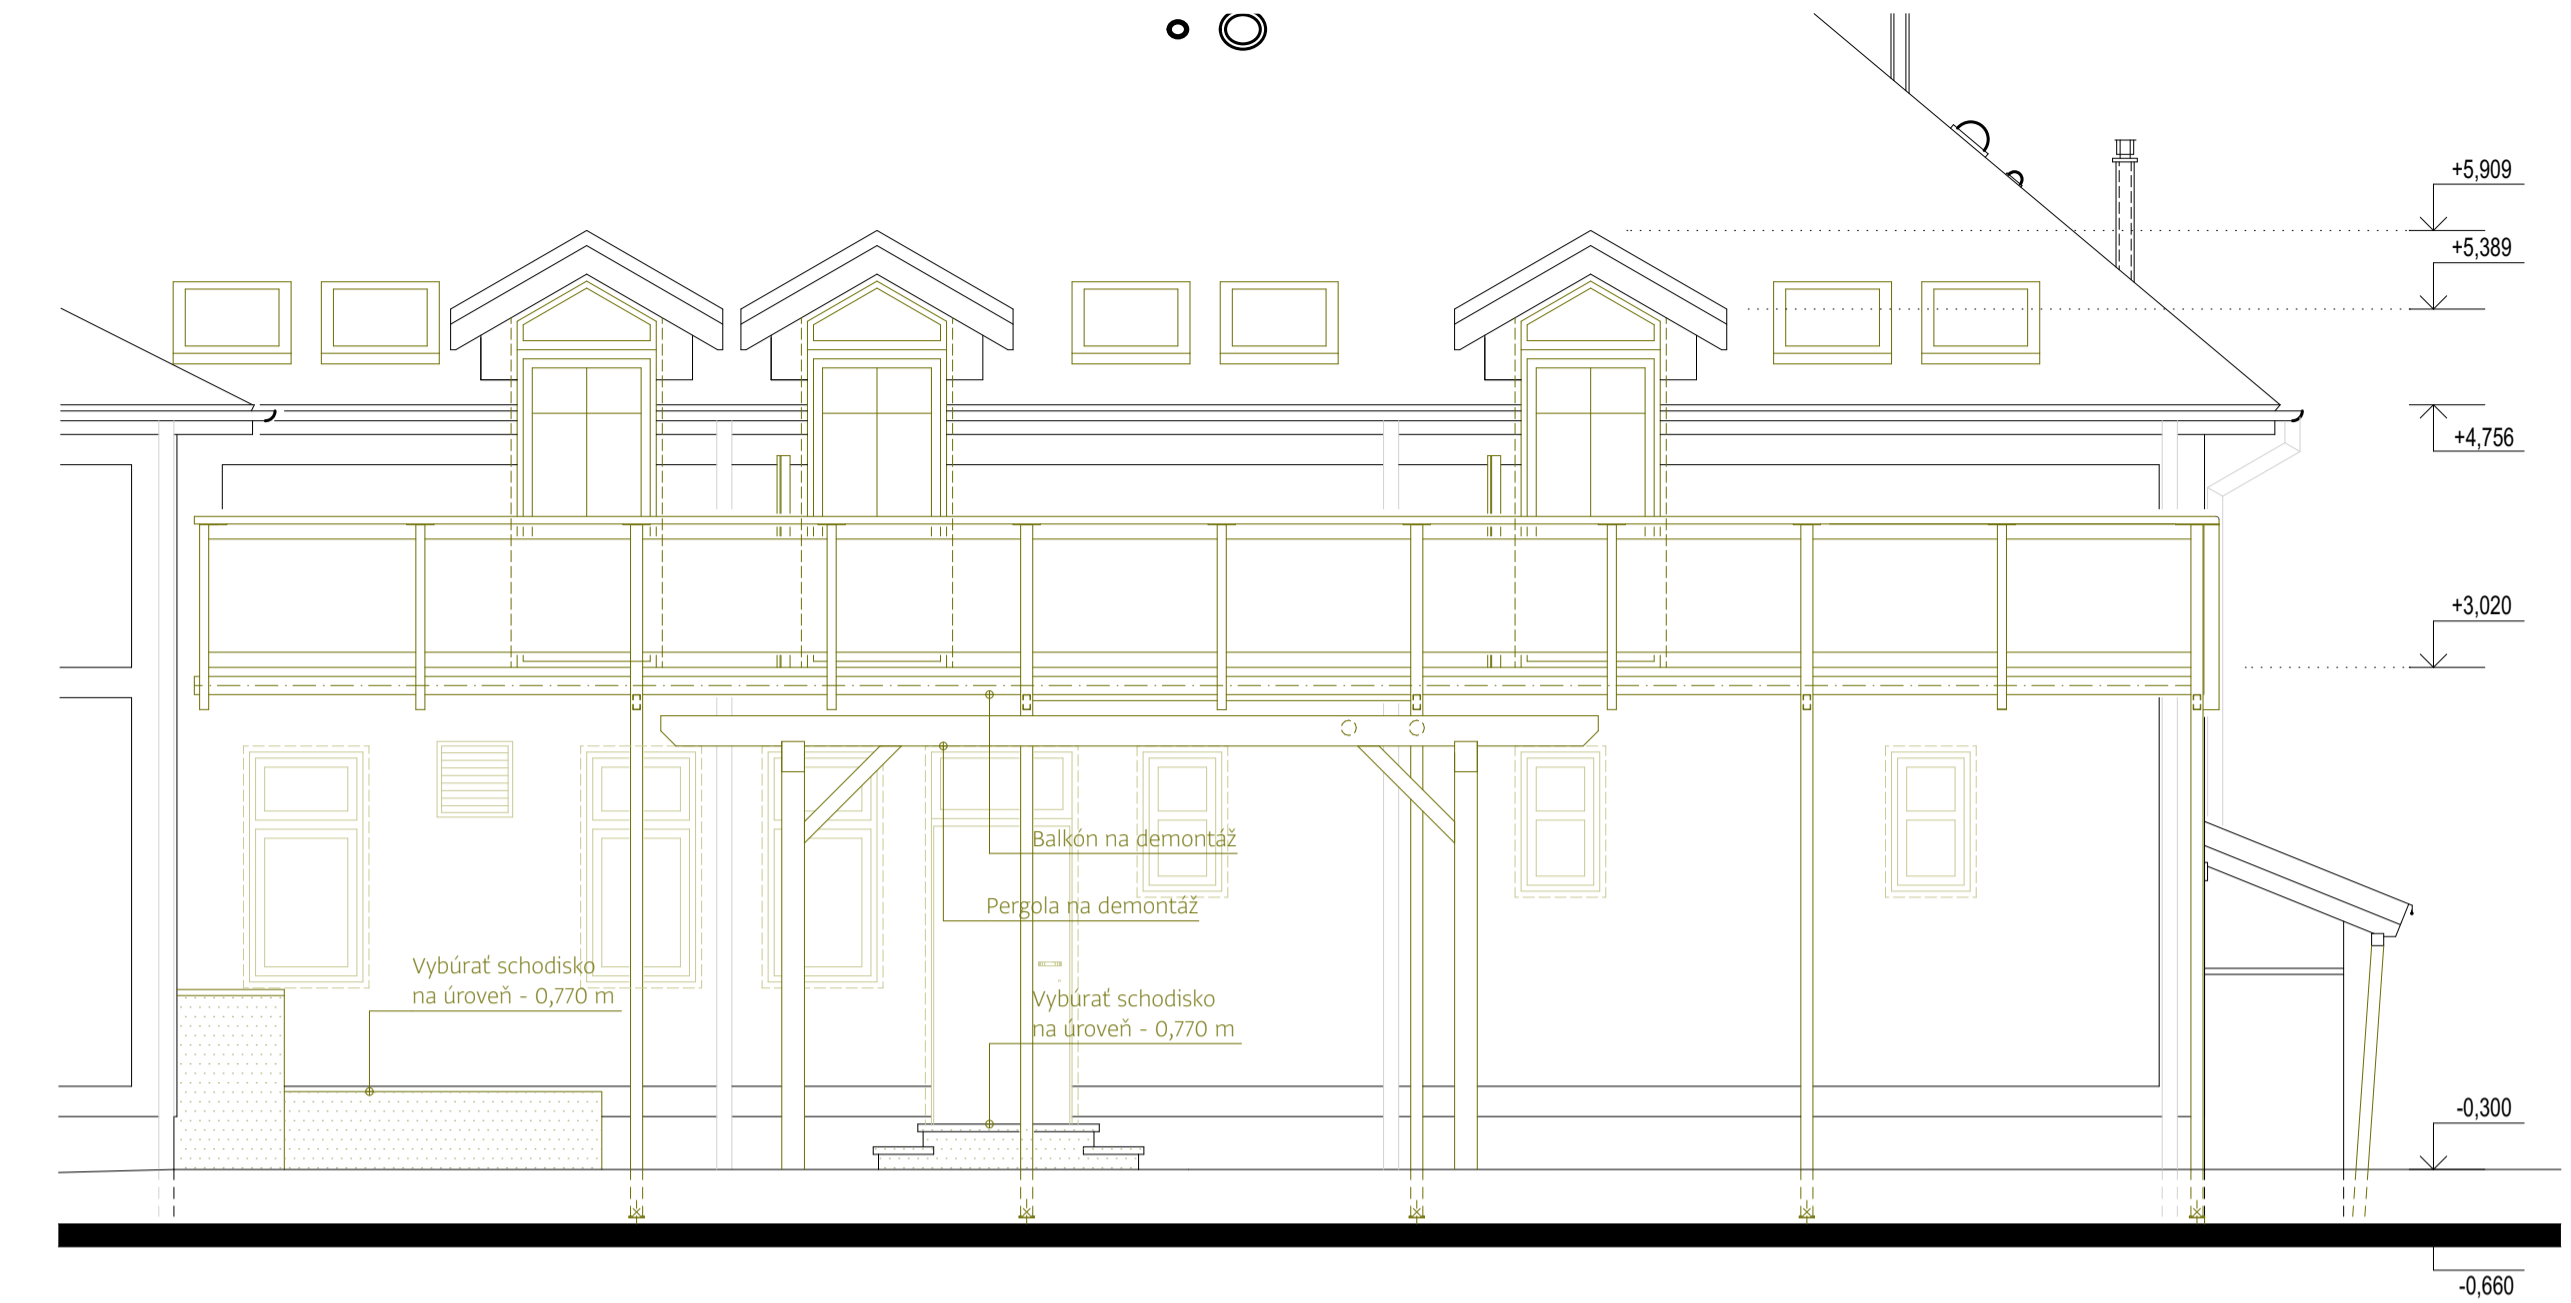 +5,909
+5,389
+4,756
+3,020
Balkón na demontáž
Pergola na demontáž
Vybúrať schodisko
na úroveň - 0,770 m
Vybúrať schodisko
na úroveň - 0,770 m
-0,300
-0,660